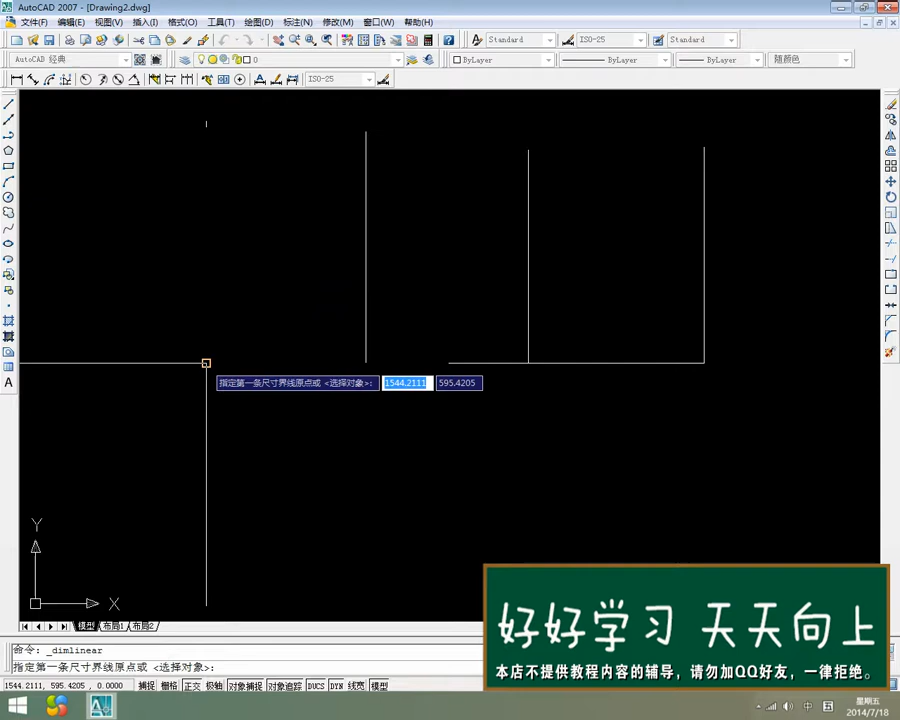 AutoCAD 2007 - [Drawing2.dwg]
文件(F) 编辑(E) 视图(V) 插入(I) 格式(O) 工具(T) 绘图(D) 标注(N) 修改(M) 窗口(W) 帮助(H)
Standard ISO-25 Standard
AutoCAD 经典 0 ByLayer ByLayer ByLayer 随颜色
ISO-25
A
指定第一条尺寸界线原点或 <选择对象>: 1544.2111 595.4205
Y
X
模型 布局1 布局2
命令: _dimlinear
指定第一条尺寸界线原点或 <选择对象>:
1544.2111, 595.4205, 0.0000 捕捉 栅格 正交 极轴 对象捕捉 对象追踪 DUCS DYN 线宽 模型
好好学习 天天向上
本店不提供教程内容的辅导，请勿加QQ好友，一律拒绝。
中 五
星期五
2014/7/18